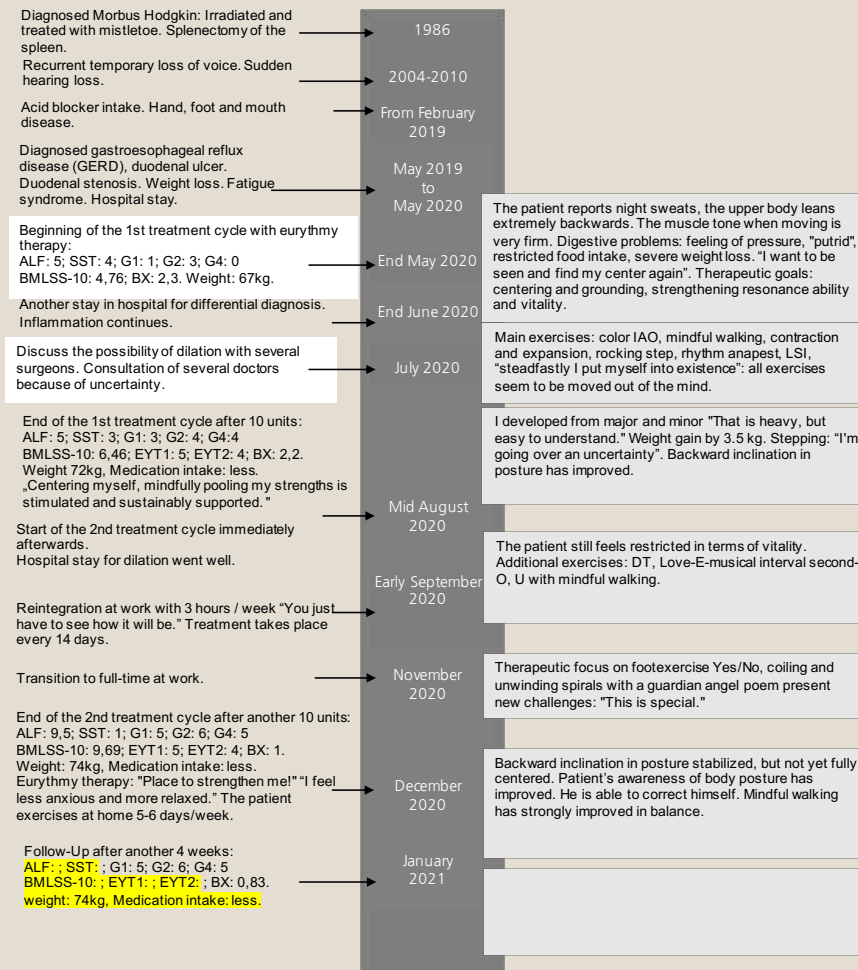 Diagnosed Morbus Hodgkin: Irradiated and
treated with mistletoe. Splenectomy of the
spleen.
1986
Recurrent temporary loss of voice. Sudden
hearing loss.
2004-2010
Acid blocker intake. Hand, foot and mouth
disease.
From February
2019
Diagnosed gastroesophageal reflux
disease (GERD), duodenal ulcer.
Duodenal stenosis. Weight loss. Fatigue
syndrome. Hospital stay.
May 2019
to
May 2020
Beginning of the 1st treatment cycle with eurythmy
therapy:
ALF: 5; SST: 4; G1: 1; G2: 3; G4: 0
BMLSS-10: 4,76; BX: 2,3. Weight: 67kg.
End May 2020
The patient reports night sweats, the upper body leans
extremely backwards. The muscle tone when moving is
very firm. Digestive problems: feeling of pressure, "putrid",
restricted food intake, severe weight loss. "I want to be
seen and find my center again". Therapeutic goals:
centering and grounding, strengthening resonance ability
and vitality.
Another stay in hospital for differential diagnosis.
Inflammation continues.
End June 2020
Discuss the possibility of dilation with several
surgeons. Consultation of several doctors
because of uncertainty.
July 2020
Main exercises: color IAO, mindful walking, contraction
and expansion, rocking step, rhythm anapest, LSI,
"steadfastly I put myself into existence": all exercises
seem to be moved out of the mind.
End of the 1st treatment cycle after 10 units:
ALF: 5; SST: 3; G1: 3; G2: 4; G4:4
BMLSS-10: 6,46; EYT1: 5; EYT2: 4; BX: 2,2.
Weight 72kg, Medication intake: less.
„Centering myself, mindfully pooling my strengths is
stimulated and sustainably supported."
Start of the 2nd treatment cycle immediately
afterwards.
Hospital stay for dilation went well.
Mid August
2020
I developed from major and minor "That is heavy, but
easy to understand." Weight gain by 3.5 kg. Stepping: "I'm
going over an uncertainty". Backward inclination in
posture has improved.
Reintegration at work with 3 hours / week "You just
have to see how it will be." Treatment takes place
every 14 days.
Early September
2020
The patient still feels restricted in terms of vitality.
Additional exercises: DT, Love-E-musical interval second-
O, U with mindful walking.
Transition to full-time at work.
November
2020
Therapeutic focus on footexercise Yes/No, coiling and
unwinding spirals with a guardian angel poem present
new challenges: "This is special."
End of the 2nd treatment cycle after another 10 units:
ALF: 9,5; SST: 1; G1: 5; G2: 6; G4: 5
BMLSS-10: 9,69; EYT1: 5; EYT2: 4; BX: 1.
Weight: 74kg, Medication intake: less.
Eurythmy therapy: "Place to strengthen me!" "I feel
less anxious and more relaxed." The patient
exercises at home 5-6 days/week.
December
2020
Backward inclination in posture stabilized, but not yet fully
centered. Patient's awareness of body posture has
improved. He is able to correct himself. Mindful walking
has strongly improved in balance.
Follow-Up after another 4 weeks:
ALF: ; SST: ; G1: 5; G2: 6; G4: 5
BMLSS-10: ; EYT1: ; EYT2: ; BX: 0,83.
weight: 74kg, Medication intake: less.
January
2021